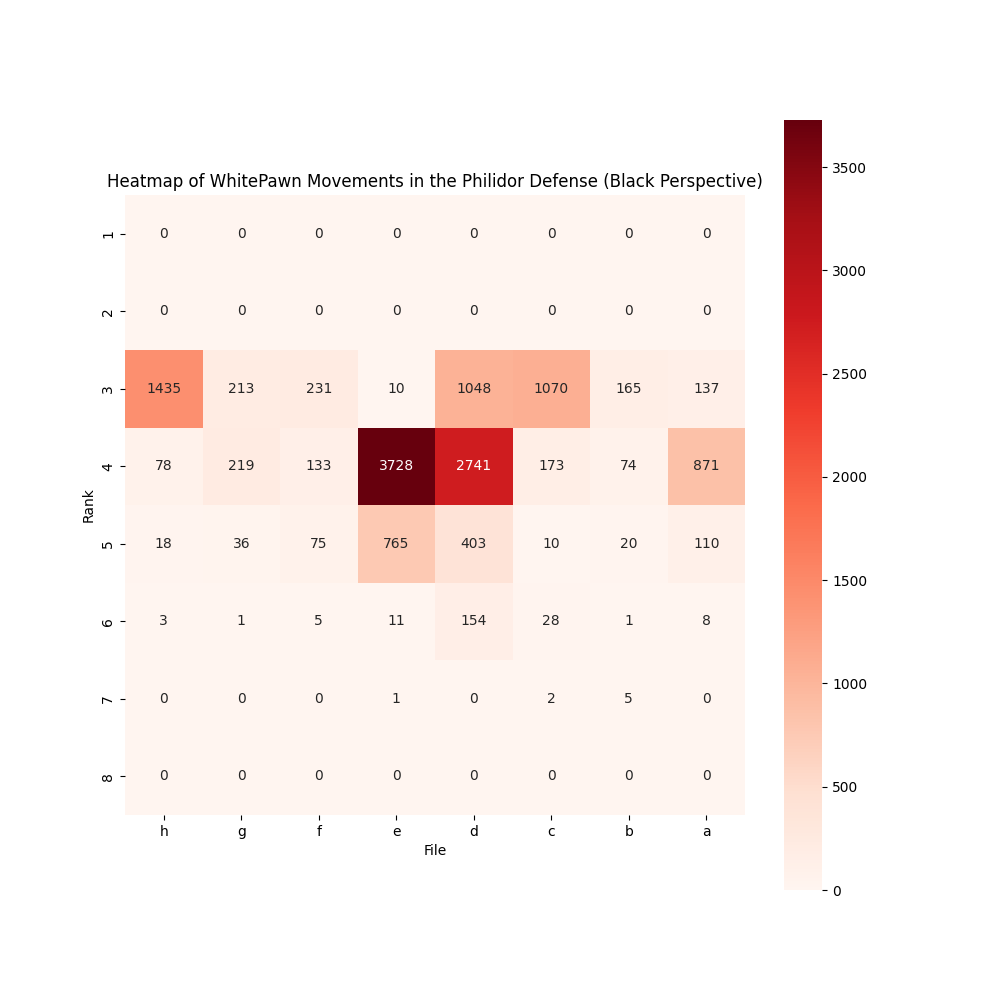 Heatmap of WhitePawn Movements in the Philidor Defense (Black Perspective)
1 0 0 0 0 0 0 0 0
2 0 0 0 0 0 0 0 0
3 1435 213 231 10 1048 1070 165 137
4 78 219 133 3728 2741 173 74 871
5 18 36 75 765 403 10 20 110
6 3 1 5 11 154 28 1 8
7 0 0 0 1 0 2 5 0
8 0 0 0 0 0 0 0 0
h g f e d c b a
File
Rank
3500
3000
2500
2000
1500
1000
500
0